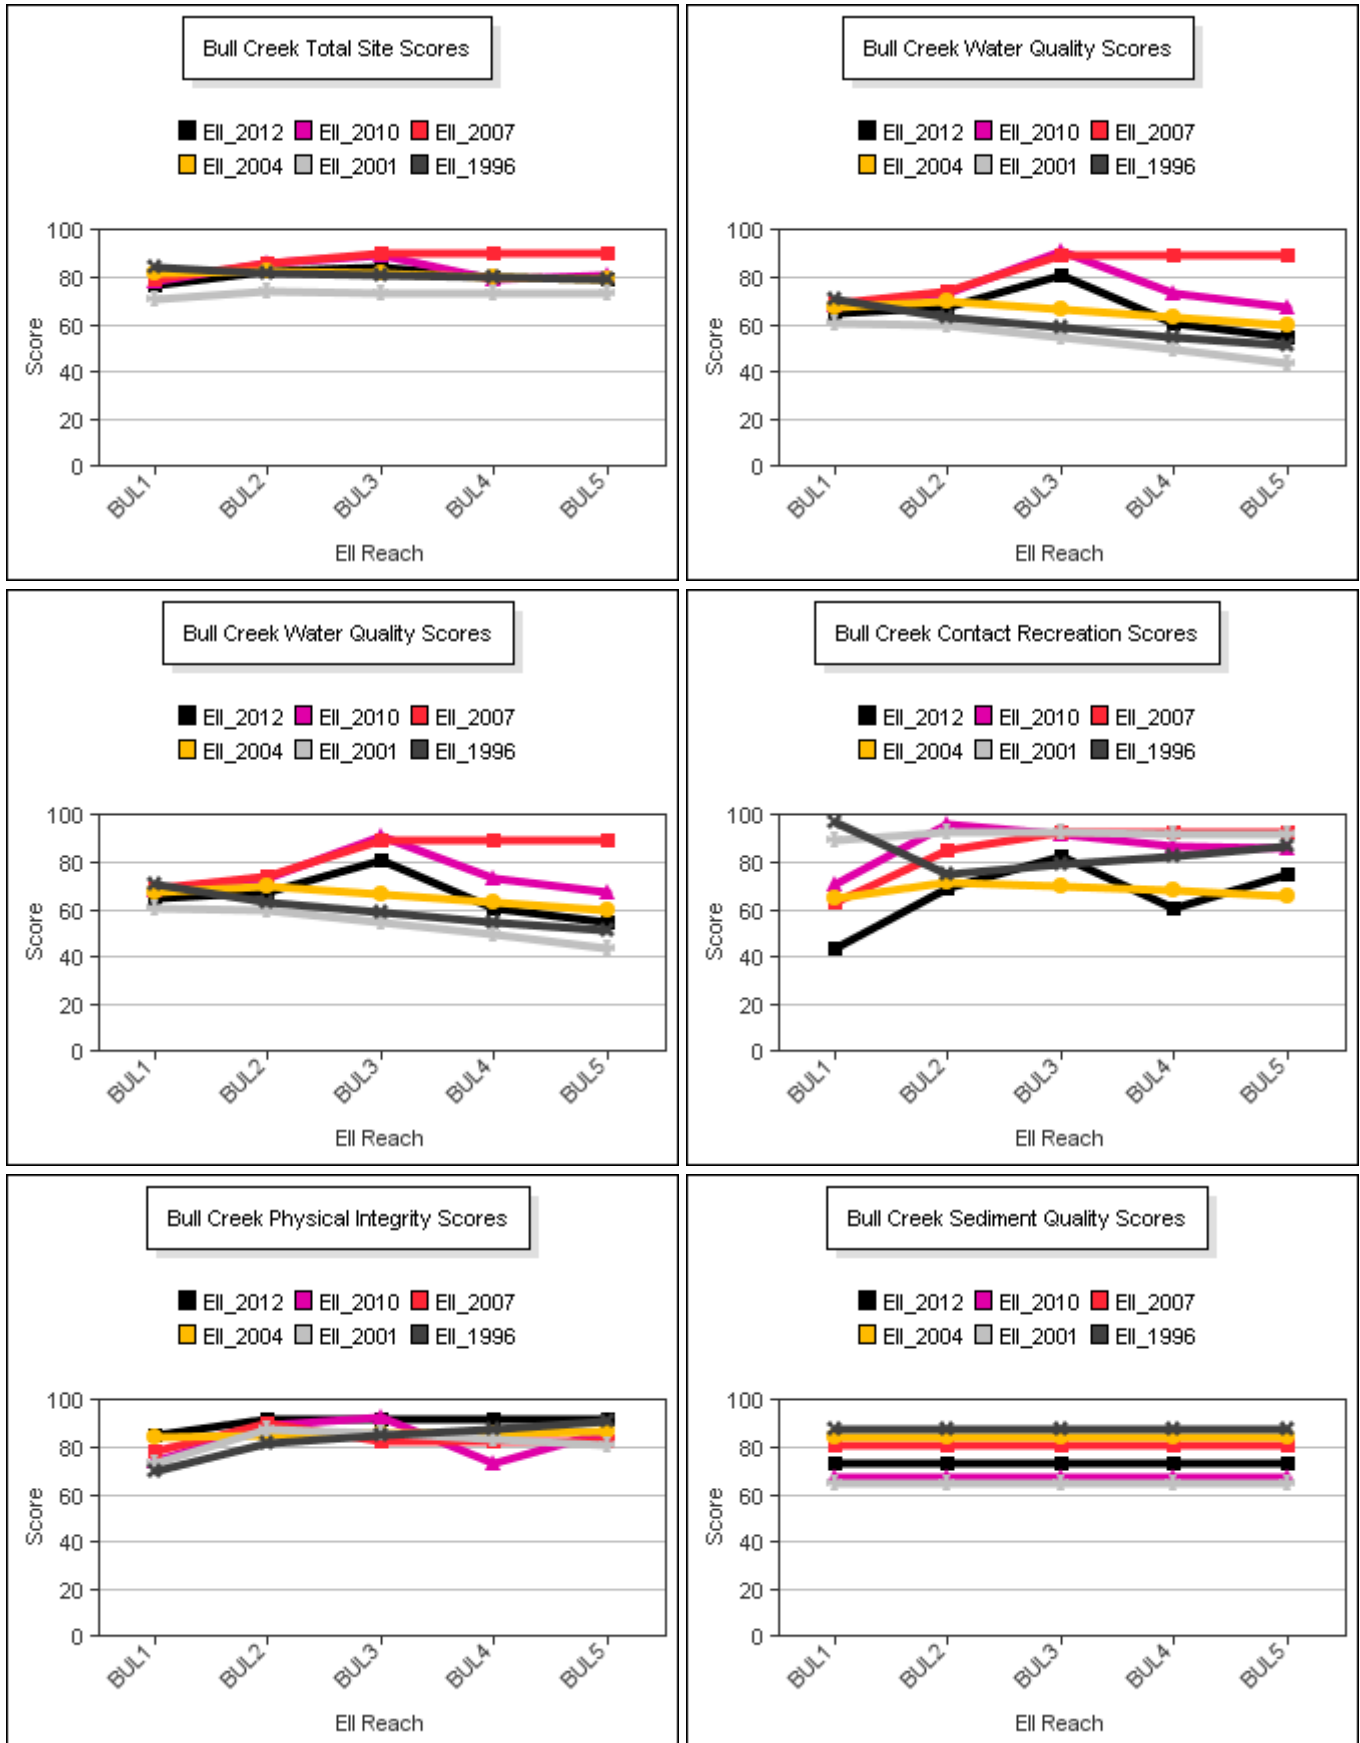 Bull Creek Total Site Scores
EII_2012 EII_2010 EII_2007
EII_2004 EII_2001 EII_1996
100
80
60
40
20
0
Score
BUL1 BUL2 BUL3 BUL4 BUL5
EII Reach
Bull Creek Water Quality Scores
EII_2012 EII_2010 EII_2007
EII_2004 EII_2001 EII_1996
100
80
60
40
20
0
Score
BUL1 BUL2 BUL3 BUL4 BUL5
EII Reach
Bull Creek Water Quality Scores
EII_2012 EII_2010 EII_2007
EII_2004 EII_2001 EII_1996
100
80
60
40
20
0
Score
BUL1 BUL2 BUL3 BUL4 BUL5
EII Reach
Bull Creek Contact Recreation Scores
EII_2012 EII_2010 EII_2007
EII_2004 EII_2001 EII_1996
100
80
60
40
20
0
Score
BUL1 BUL2 BUL3 BUL4 BUL5
EII Reach
Bull Creek Physical Integrity Scores
EII_2012 EII_2010 EII_2007
EII_2004 EII_2001 EII_1996
100
80
60
40
20
0
Score
BUL1 BUL2 BUL3 BUL4 BUL5
EII Reach
Bull Creek Sediment Quality Scores
EII_2012 EII_2010 EII_2007
EII_2004 EII_2001 EII_1996
100
80
60
40
20
0
Score
BUL1 BUL2 BUL3 BUL4 BUL5
EII Reach